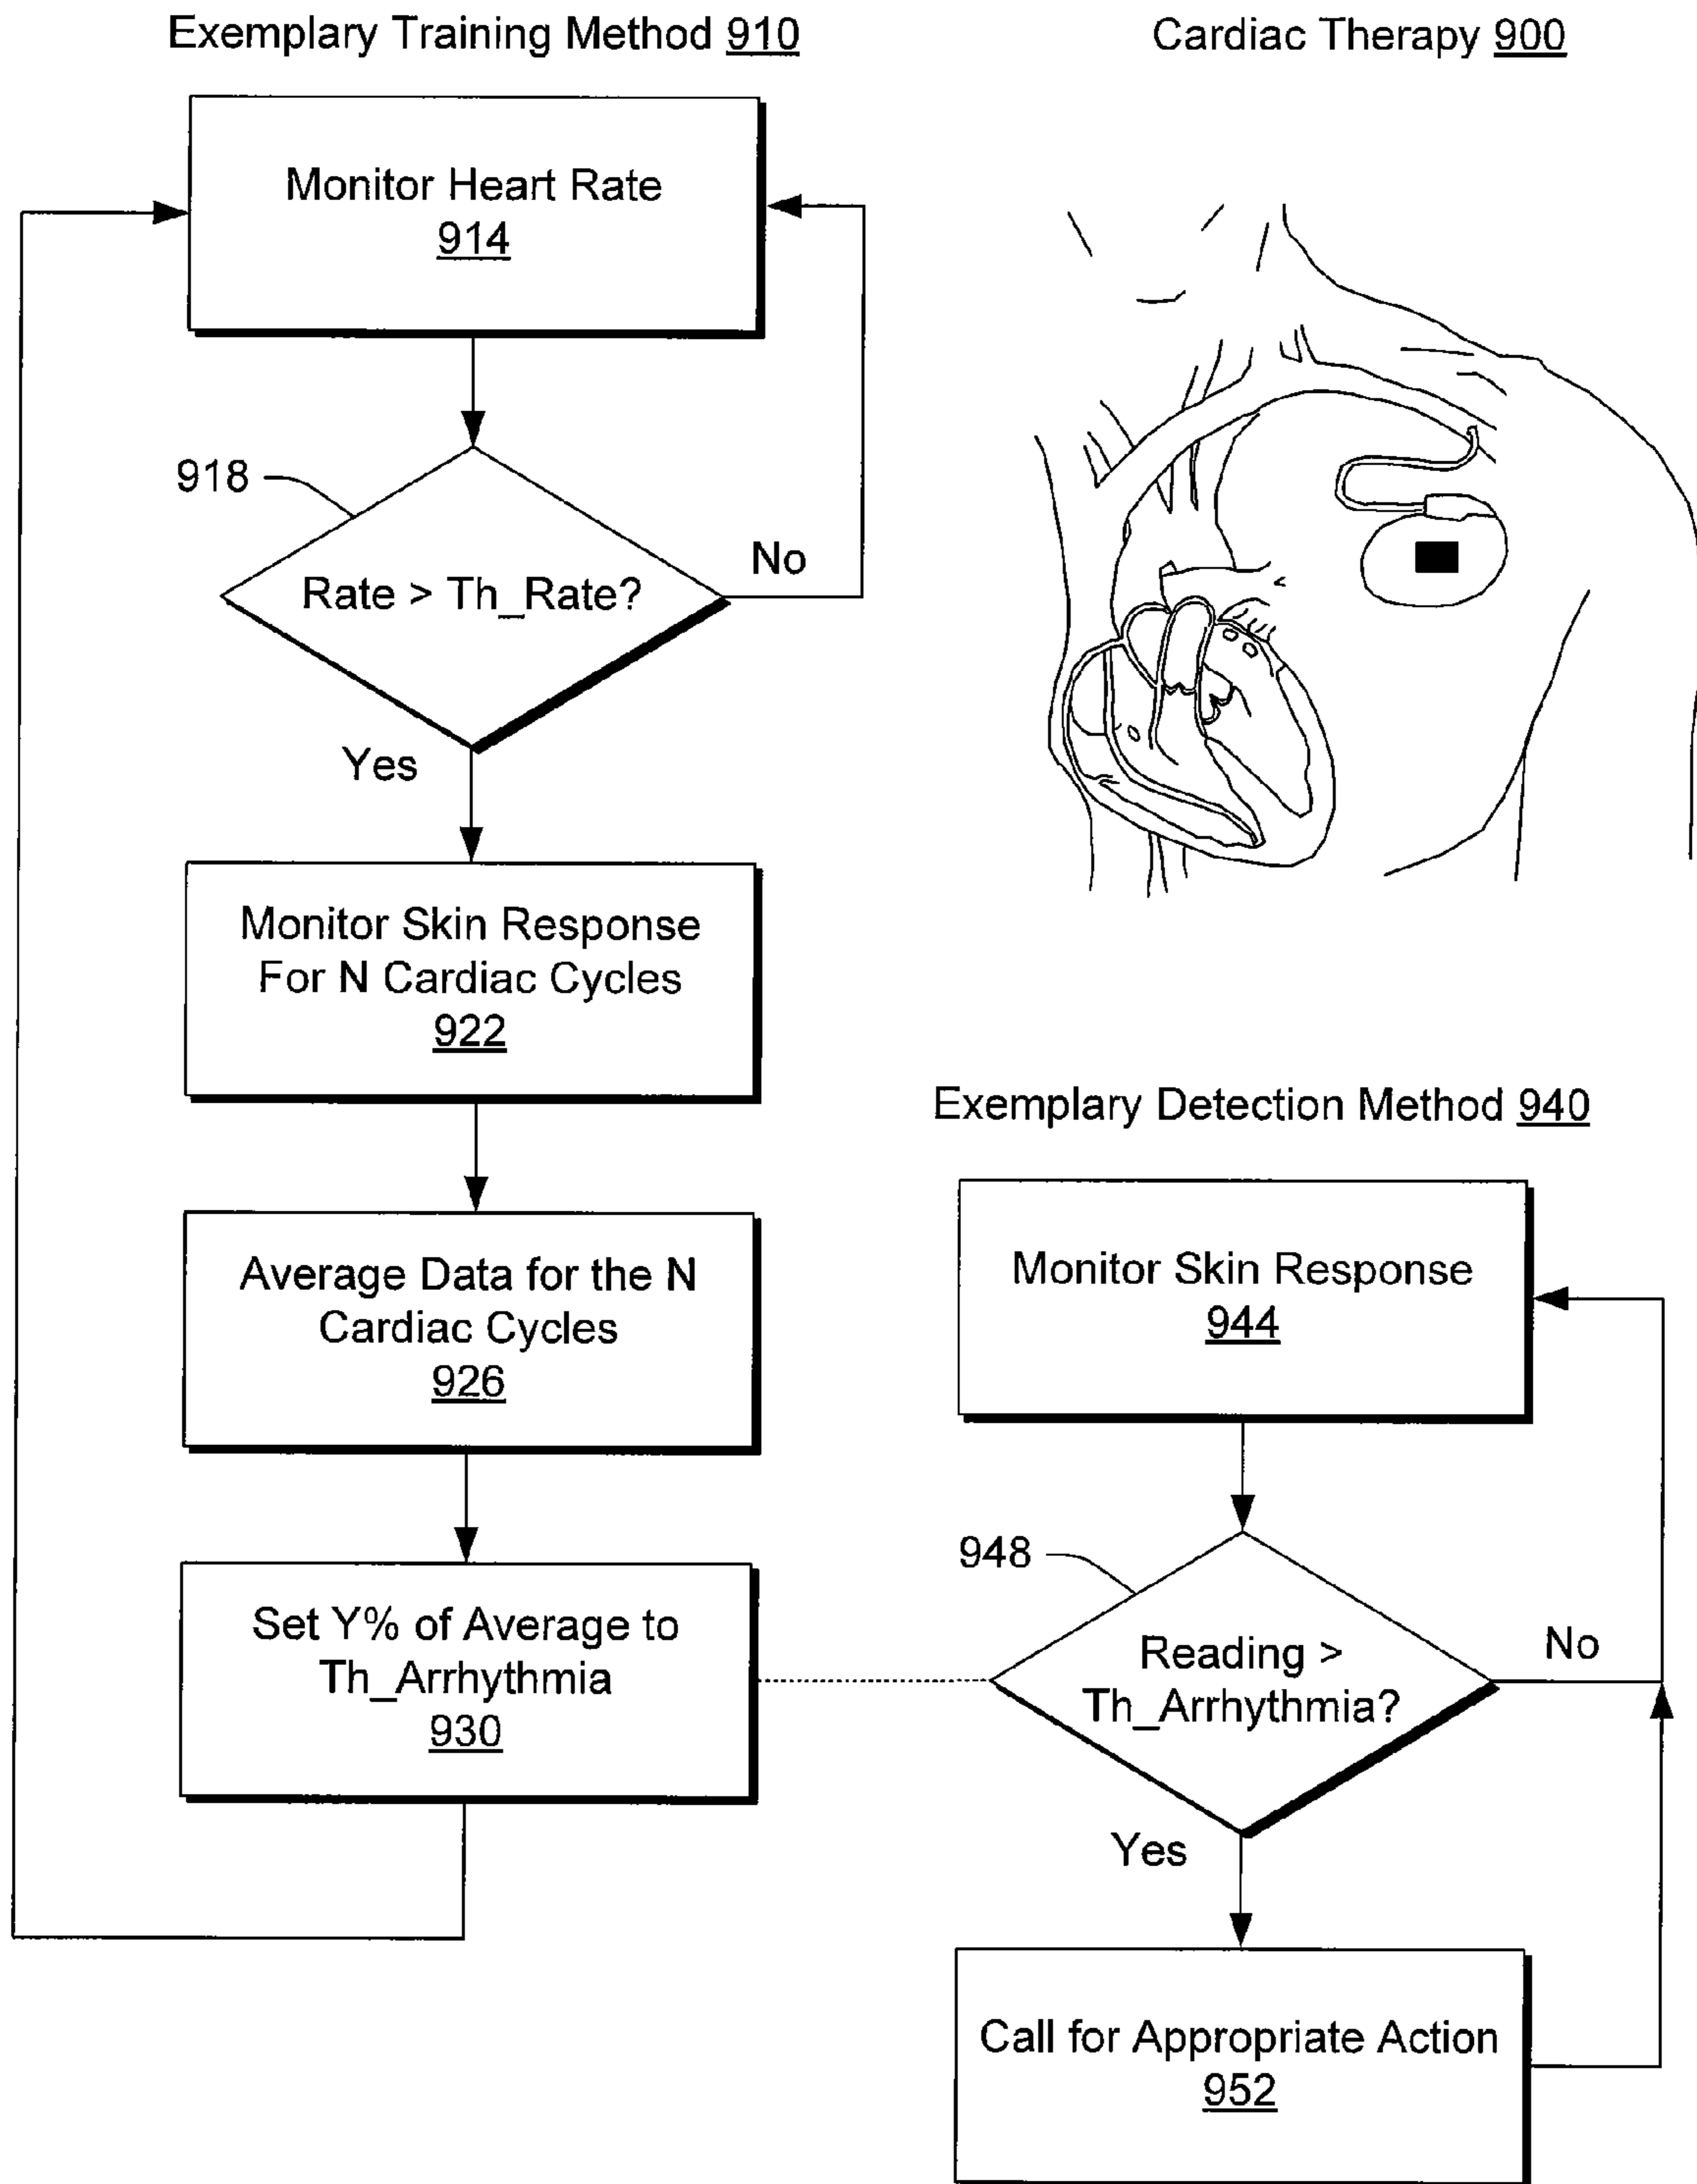 Exemplary Training Method 910
Cardiac Therapy 900
Monitor Heart Rate
914
918
Rate > Th_Rate?
No
Yes
Monitor Skin Response
For N Cardiac Cycles
922
Average Data for the N
Cardiac Cycles
926
Set Y% of Average to
Th_Arrhythmia
930
Exemplary Detection Method 940
Monitor Skin Response
944
948
Reading >
Th_Arrhythmia?
No
Yes
Call for Appropriate Action
952